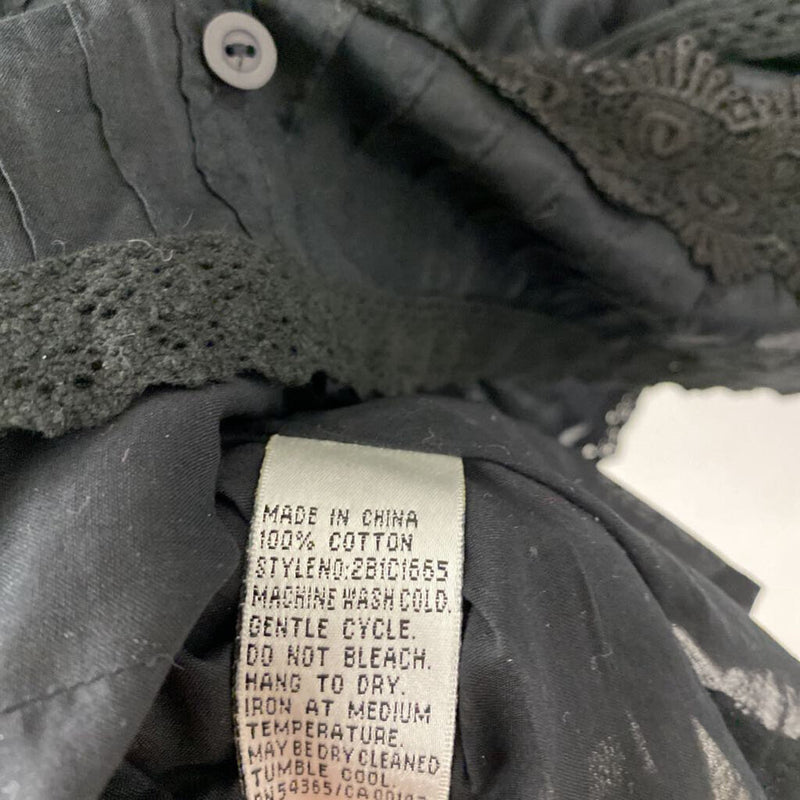 MADE IN CHINA
100% COTTON
STYLENO:2B1C1665
MACHINE WASH COLD.
GENTLE CYCLE.
DO NOT BLEACH.
HANG TO DRY.
IRON AT MEDIUM
TEMPERATURE.
MAY BE DRY CLEANED
TUMBLE COOL.